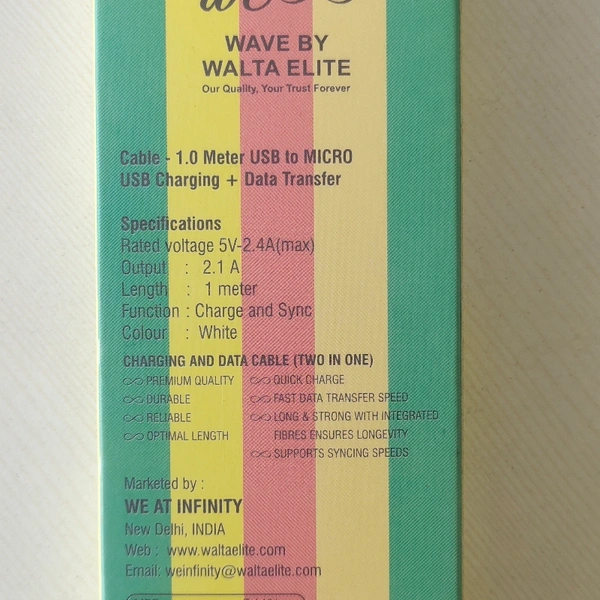 WAVE BY
WALTA ELITE
Our Quality, Your Trust Forever
Cable - 1.0 Meter USB to MICRO
USB Charging + Data Transfer
Specifications
Rated voltage 5V-2.4A(max)
Output : 2.1 A
Length : 1 meter
Function : Charge and Sync
Colour : White
CHARGING AND DATA CABLE (TWO IN ONE)
PREMIUM QUALITY
DURABLE
RELIABLE
OPTIMAL LENGTH
QUICK CHARGE
FAST DATA TRANSFER SPEED
LONG & STRONG WITH INTEGRATED
FIBRES ENSURES LONGEVITY
SUPPORTS SYNCING SPEEDS
Marketed by :
WE AT INFINITY
New Delhi, INDIA
Web : www.waltaelite.com
Email: weinfinity@waltaelite.com